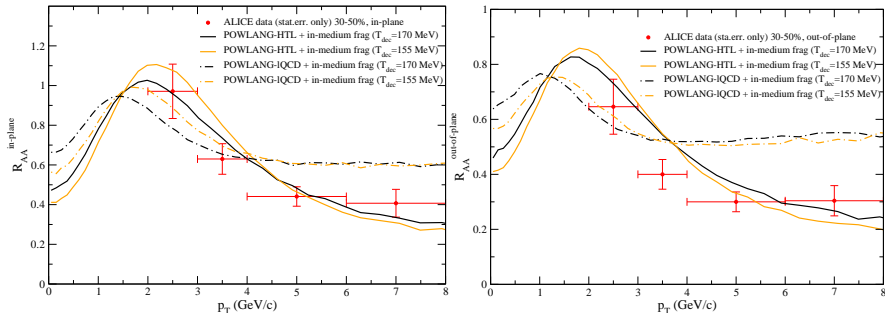 ALICE data (stat.err. only) 30-50%, in-plane
POWLANG-HTL + in-medium frag (T_dec=170 MeV)
POWLANG-HTL + in-medium frag (T_dec=155 MeV)
POWLANG-lQCD + in-medium frag (T_dec=170 MeV)
POWLANG-lQCD + in-medium frag (T_dec=155 MeV)
R_AA^in-plane
1.4
1.2
1
0.8
0.6
0.4
0.2
0
0 1 2 3 4 5 6 7 8
p_T (GeV/c)
ALICE data (sta.err. only) 30-50%, out-of-plane
POWLANG-HTL + in-medium frag (T_dec=170 MeV)
POWLANG-HTL + in-medium frag (T_dec=155 MeV)
POWLANG-lQCD + in-medium frag (T_dec=170 MeV)
POWLANG-lQCD + in-medium frag (T_dec=155 MeV)
R_AA^out-of-plane
1
0.8
0.6
0.4
0.2
0
0 1 2 3 4 5 6 7 8
p_T (GeV/c)